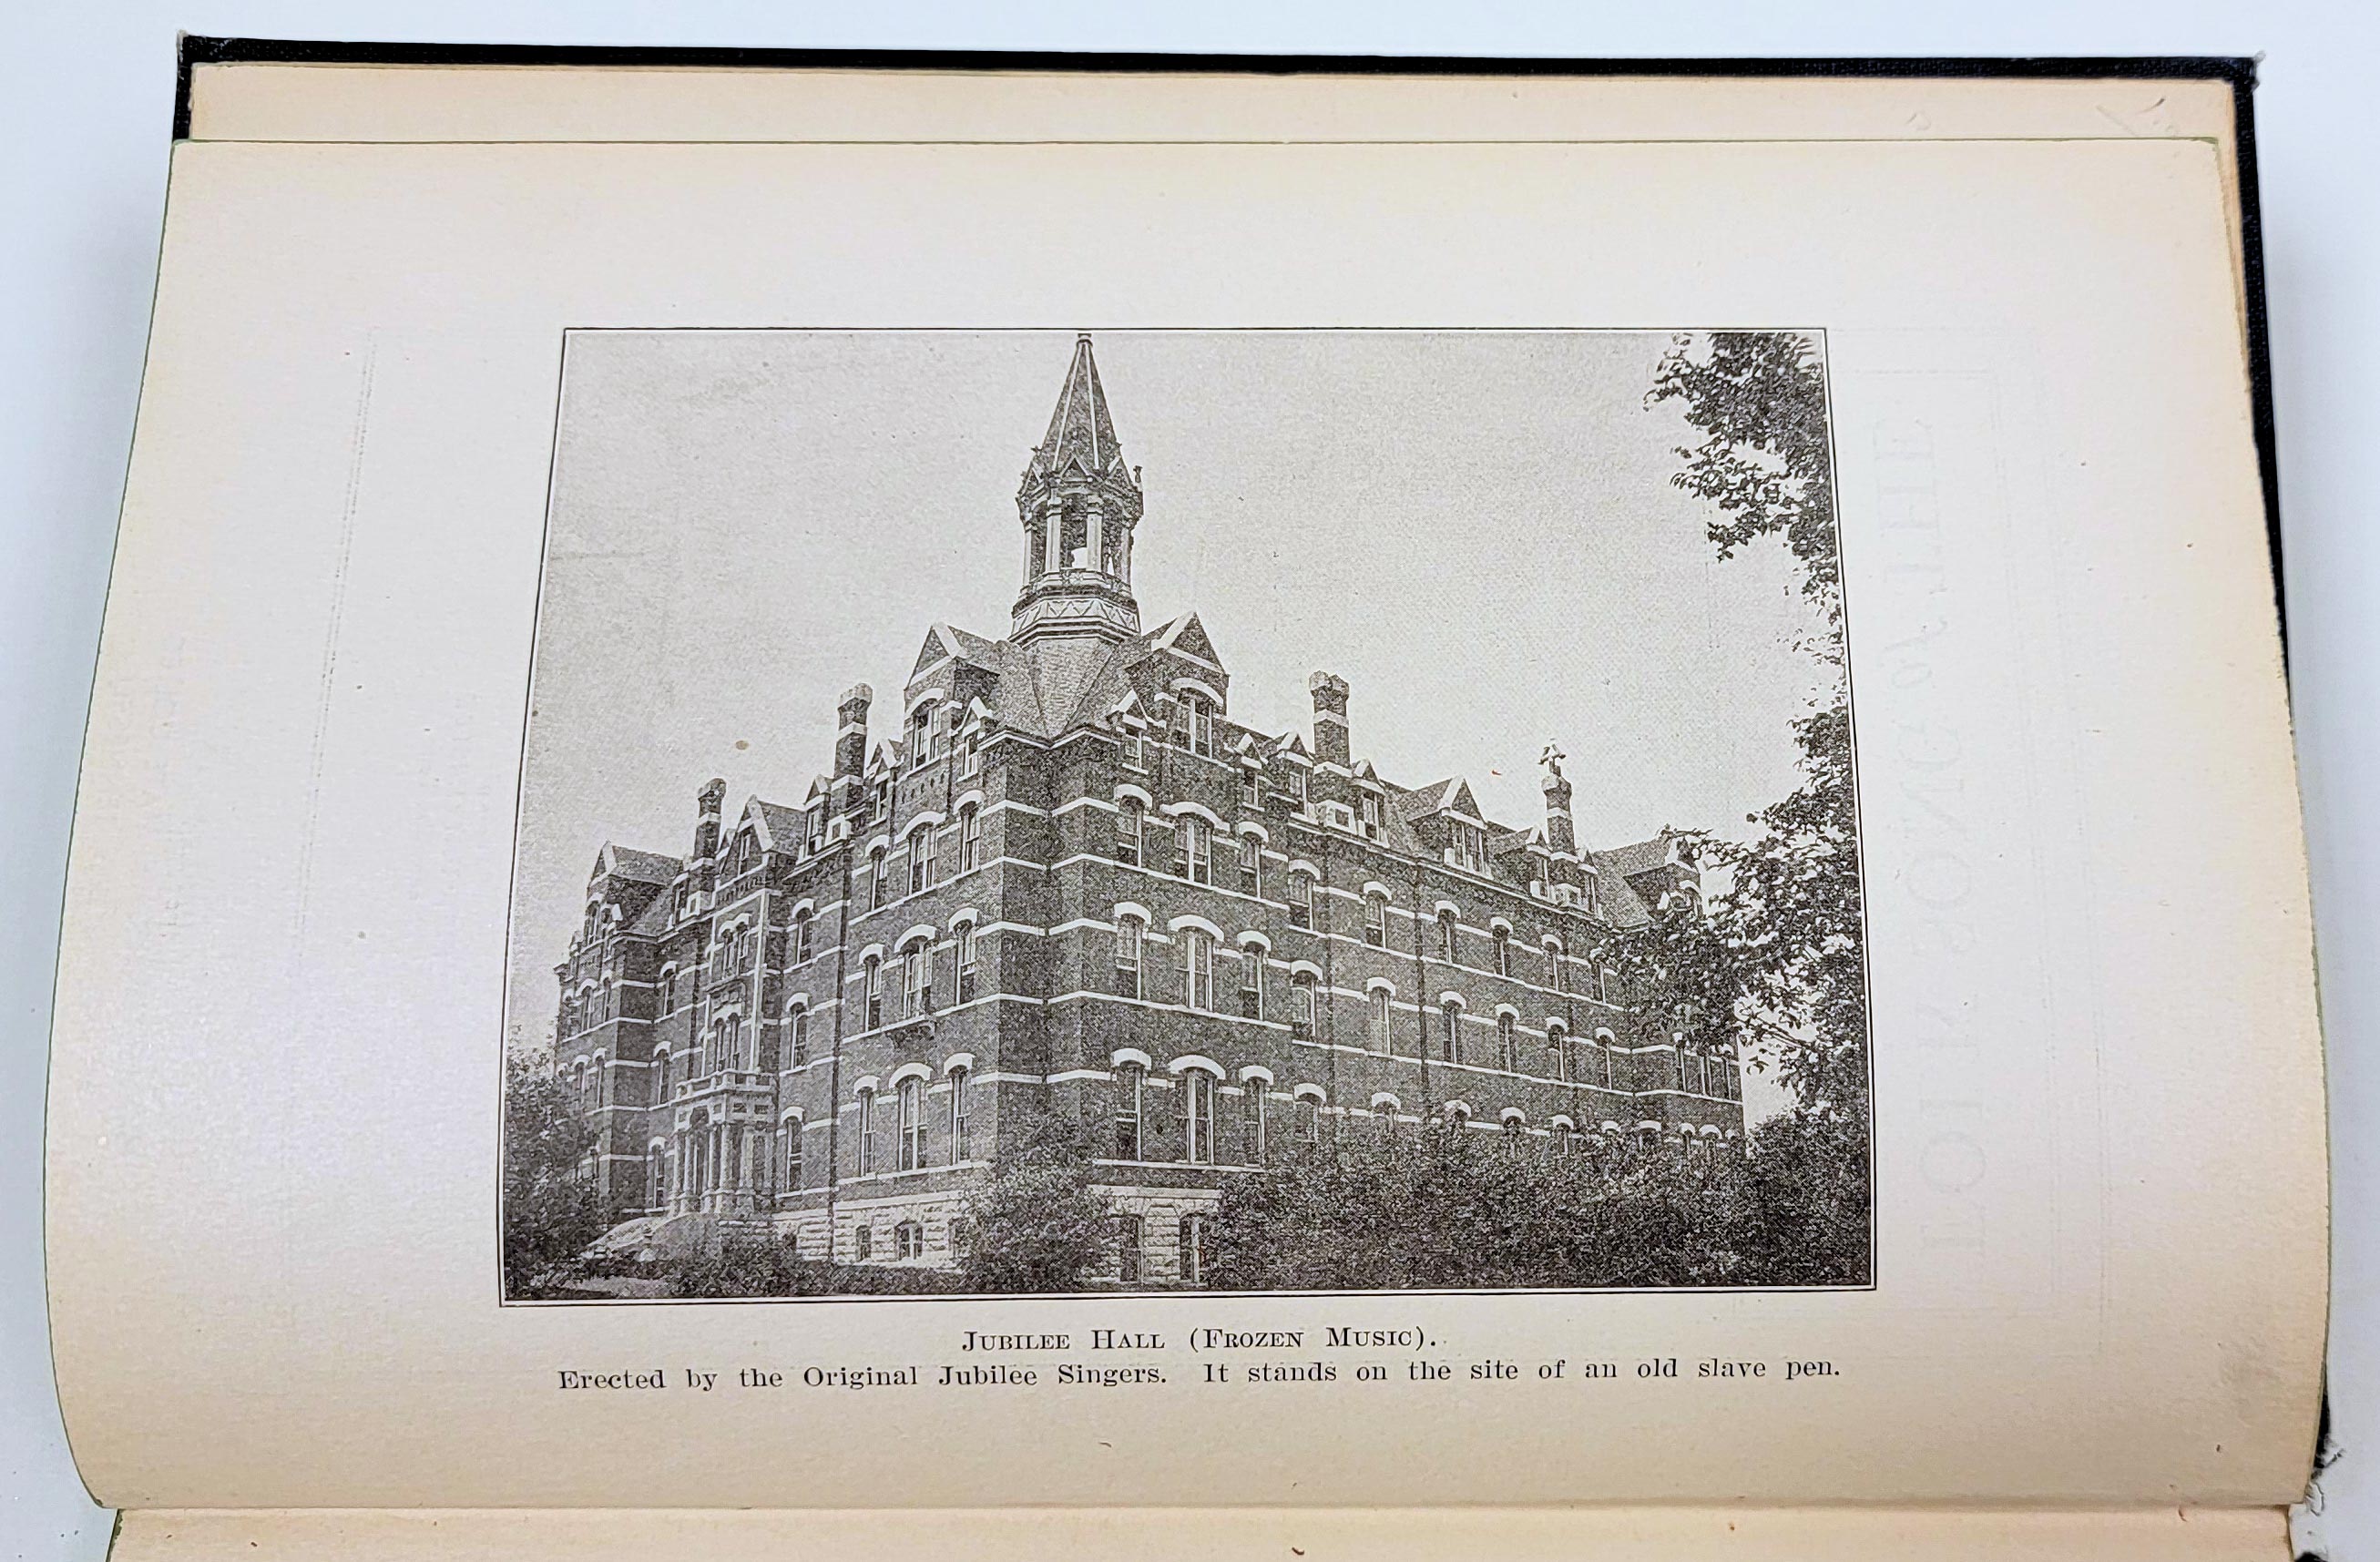 JUBILEE HALL (FROZEN MUSIC).
Erected by the Original Jubilee Singers. It stands on the site of an old slave pen.